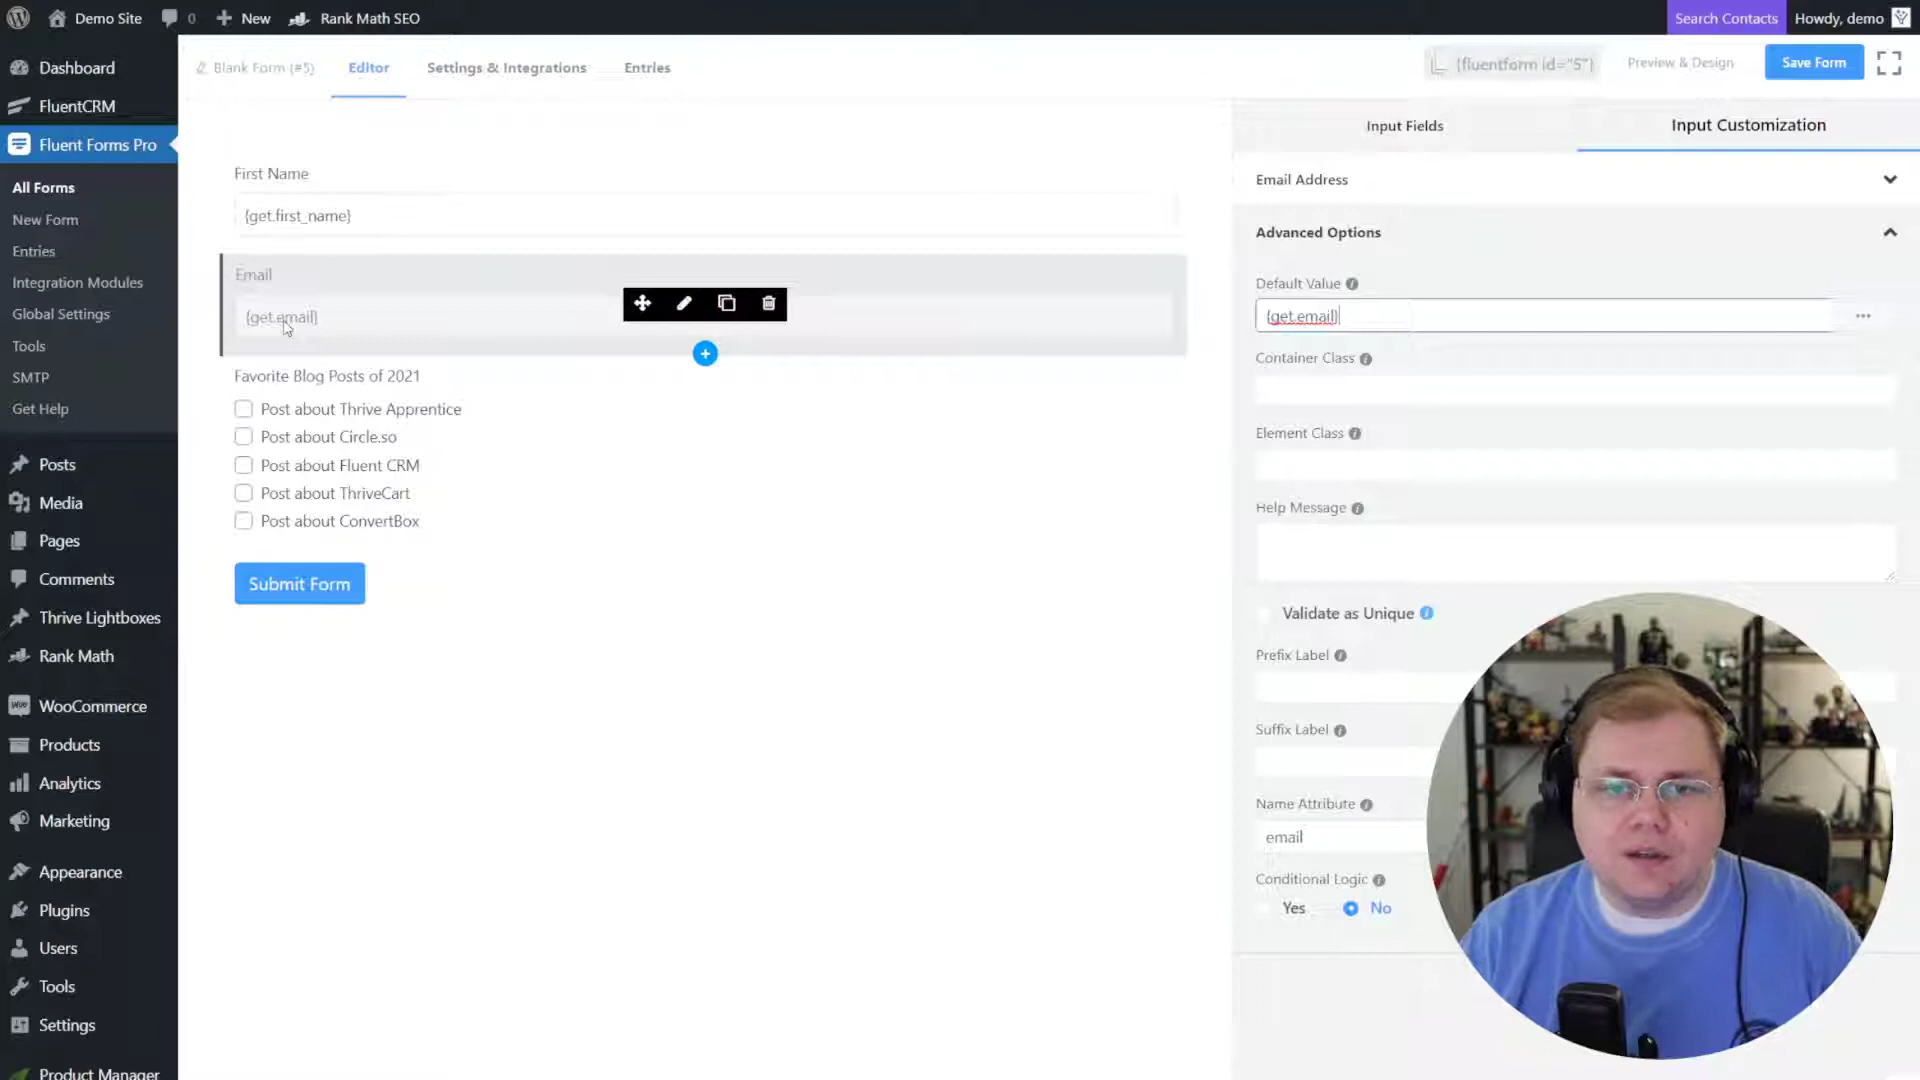 Demo Site
0
New
Rank Math SEO
Search Contacts
Howdy, demo
Dashboard
FluentCRM
Fluent Forms Pro
All Forms
New Form
Entries
Integration Modules
Global Settings
Tools
SMTP
Get Help
Posts
Media
Pages
Comments
Thrive Lightboxes
Rank Math
WooCommerce
Products
Analytics
Marketing
Appearance
Plugins
Users
Tools
Settings
Product Manager
Blank Form (#5)
Editor
Settings & Integrations
Entries
[fluentform id="5"]
Preview & Design
Save Form
First Name
{get.first_name}
Email
{get.email}
Favorite Blog Posts of 2021
Post about Thrive Apprentice
Post about Circle.so
Post about Fluent CRM
Post about ThriveCart
Post about ConvertBox
Submit Form
Input Fields
Input Customization
Email Address
Advanced Options
Default Value
{get.email}
Container Class
Element Class
Help Message
Validate as Unique
Prefix Label
Suffix Label
Name Attribute
email
Conditional Logic
Yes
No